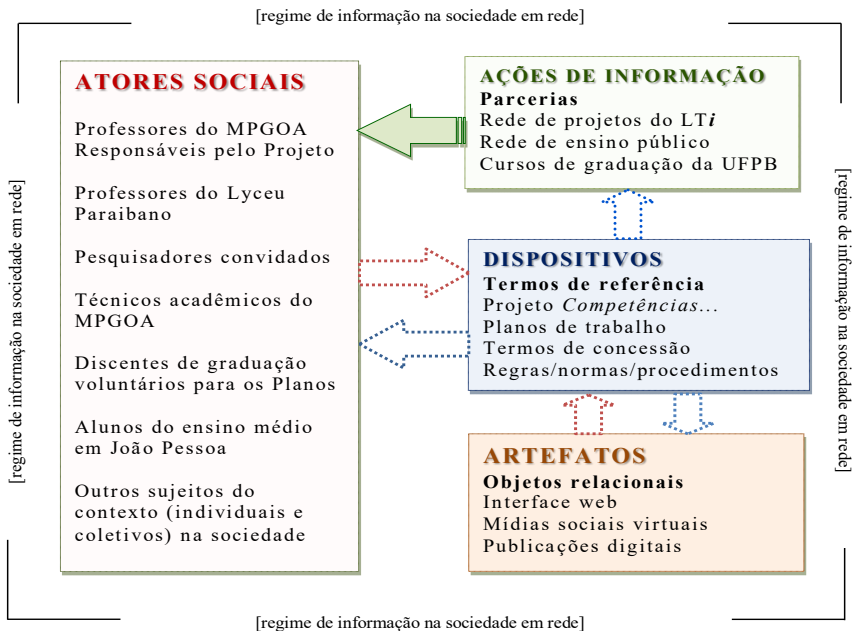 [regime de informação na sociedade em rede]
[regime de informação na sociedade em rede]
ATORES SOCIAIS
Professores do MPGOA
Responsáveis pelo Projeto
Professores do Lyceu
Paraibano
Pesquisadores convidados
Técnicos acadêmicos do
MPGOA
Discentes de graduação
voluntários para os Planos
Alunos do ensino médio
em João Pessoa
Outros sujeitos do
contexto (individuais e
coletivos) na sociedade
AÇÕES DE INFORMAÇÃO
Parcerias
Rede de projetos do LTi
Rede de ensino público
Cursos de graduação da UFPB
DISPOSITIVOS
Termos de referência
Projeto Competências...
Planos de trabalho
Termos de concessão
Regras/normas/procedimentos
ARTEFATOS
Objetos relacionais
Interface web
Mídias sociais virtuais
Publicações digitais
[regime de informação na sociedade em rede]
[regime de informação na sociedade em rede]